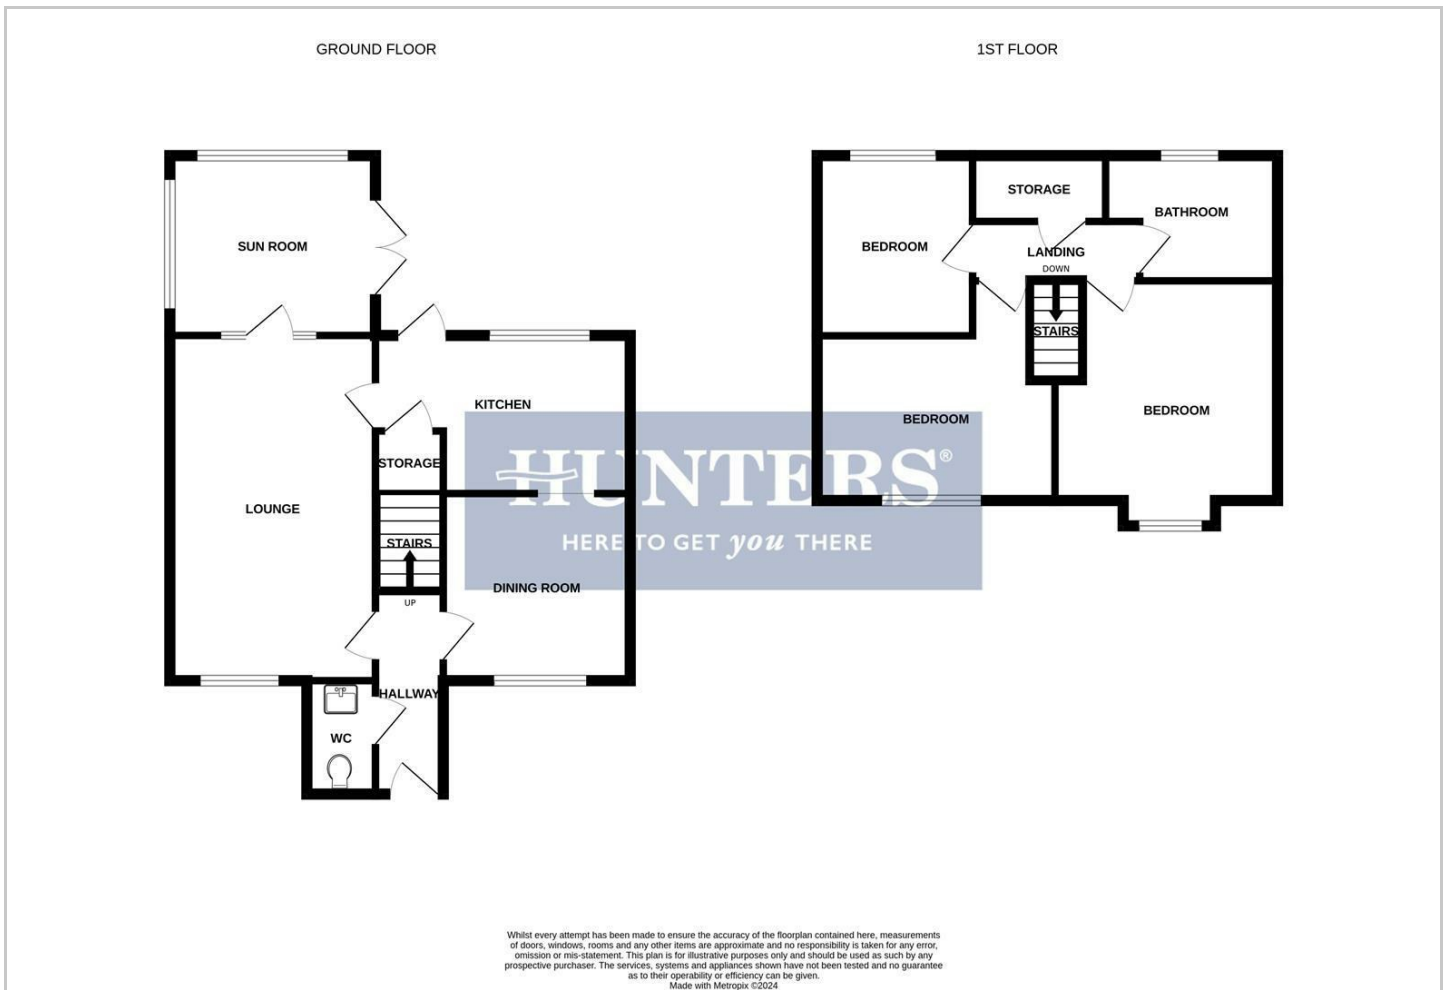 GROUND FLOOR
1ST FLOOR
SUN ROOM
KITCHEN
STORAGE
LOUNGE
STAIRS
UP
DINING ROOM
HALLWAY
WC
STORAGE
BATHROOM
BEDROOM
LANDING
DOWN
STAIRS
BEDROOM
BEDROOM
HUNTERS®
HERE TO GET you THERE
Whilst every attempt has been made to ensure the accuracy of the floorplan contained here, measurements
of doors, windows, rooms and any other items are approximate and no responsibility is taken for any error,
omission or mis-statement. This plan is for illustrative purposes only and should be used as such by any
prospective purchaser. The services, systems and appliances shown have not been tested and no guarantee
as to their operability or efficiency can be given.
Made with Metropix ©2024